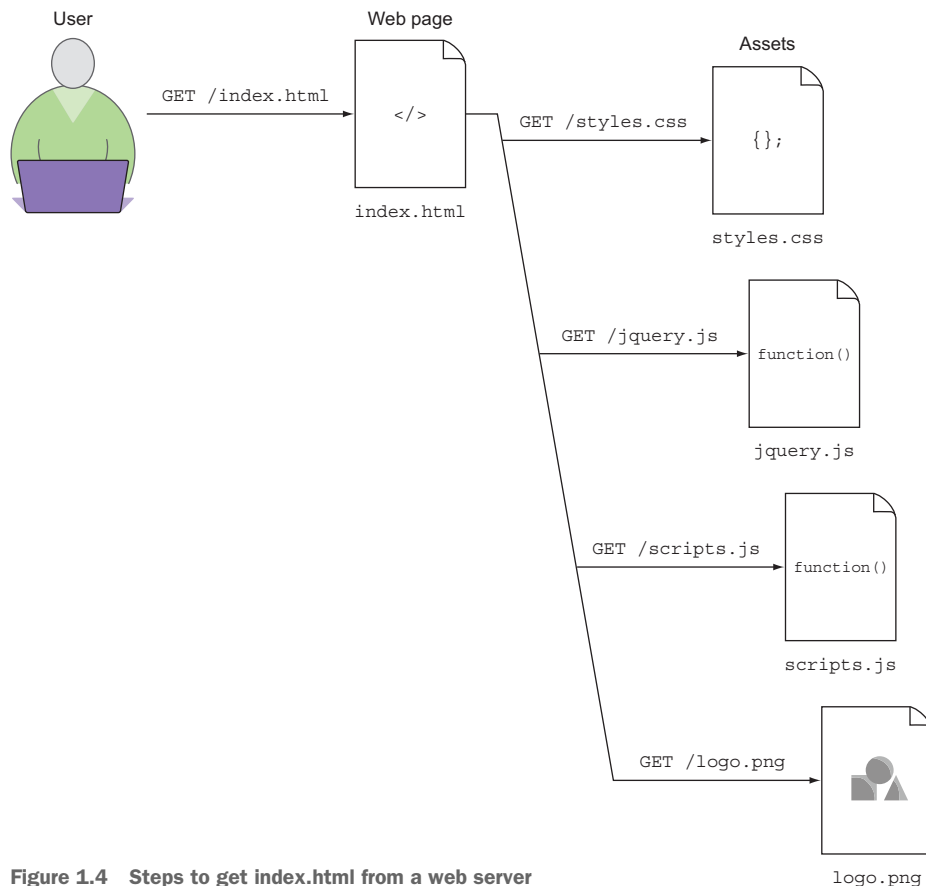 User
Web page
Assets
GET /index.html
</>
index.html
GET /styles.css
{};
styles.css
GET /jquery.js
function()
jquery.js
GET /scripts.js
function()
scripts.js
GET /logo.png
logo.png
Figure 1.4 Steps to get index.html from a web server